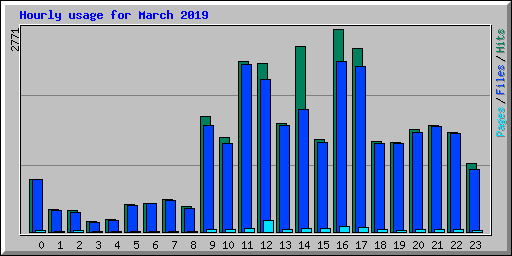 Hourly usage for March 2019
2771
Pages / Files / Hits
0 1 2 3 4 5 6 7 8 9 10 11 12 13 14 15 16 17 18 19 20 21 22 23